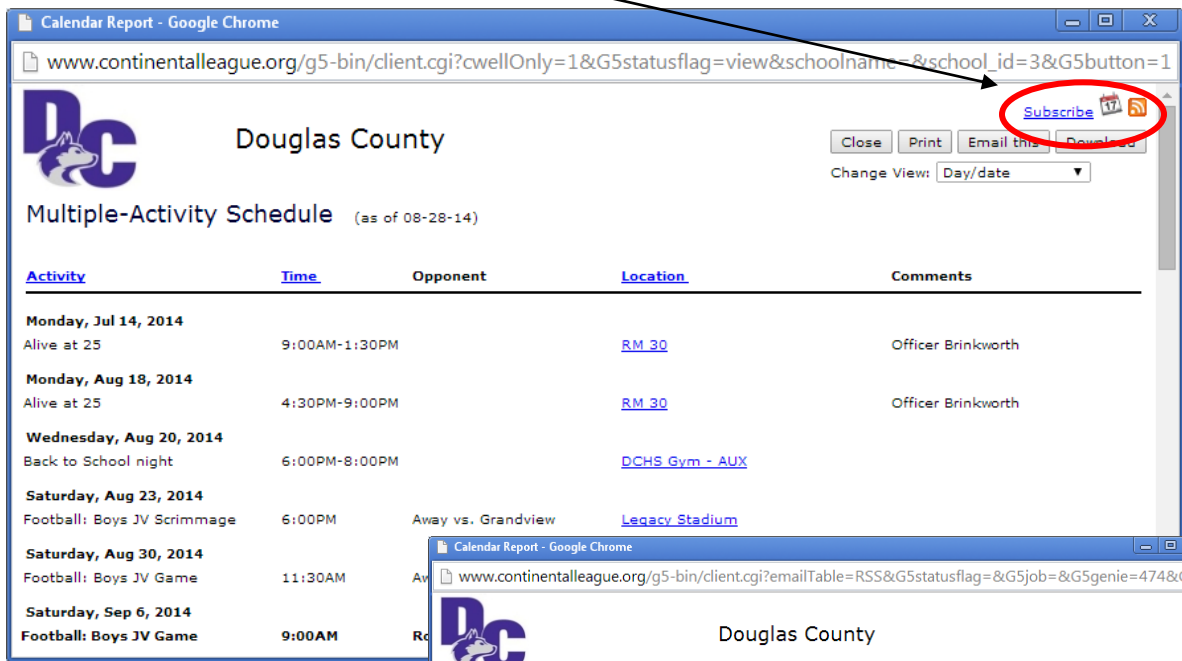 Calendar Report - Google Chrome
www.continentalleague.org/g5-bin/client.cgi?cwellOnly=1&G5statusflag=view&schoolname=&school_id=3&G5button=1
Subscribe 17
DC
Douglas County
Close Print Email this Download
Change View: Day/date
Multiple-Activity Schedule (as of 08-28-14)
Activity Time Opponent Location Comments
Monday, Jul 14, 2014
Alive at 25 9:00AM-1:30PM RM 30 Officer Brinkworth
Monday, Aug 18, 2014
Alive at 25 4:30PM-9:00PM RM 30 Officer Brinkworth
Wednesday, Aug 20, 2014
Back to School night 6:00PM-8:00PM DCHS Gym - AUX
Saturday, Aug 23, 2014
Football: Boys JV Scrimmage 6:00PM Away vs. Grandview Legacy Stadium
Saturday, Aug 30, 2014
Football: Boys JV Game 11:30AM
Saturday, Sep 6, 2014
Football: Boys JV Game 9:00AM
Calendar Report - Google Chrome
www.continentalleague.org/g5-bin/client.cgi?emailTable=RSS&G5statusflag=&G5job=&G5genie=474&
DC
Douglas County